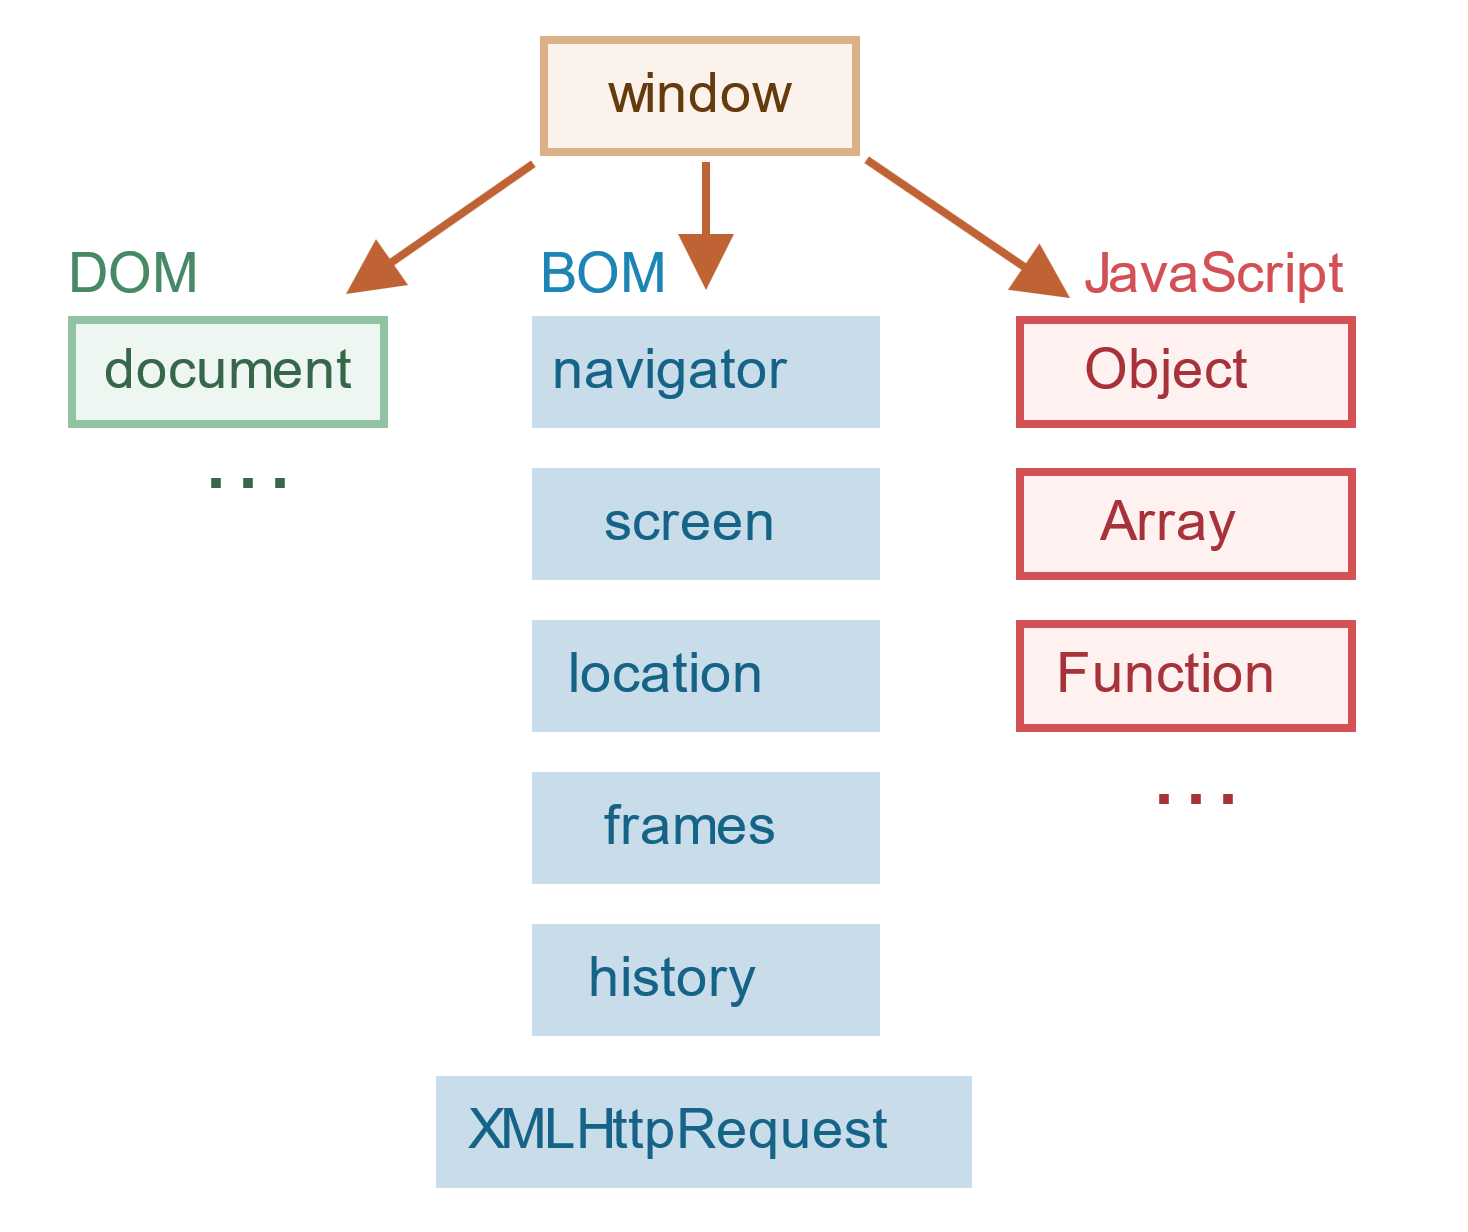 window
DOM
document
...
BOM
navigator
screen
location
frames
history
XMLHttpRequest
JavaScript
Object
Array
Function
...